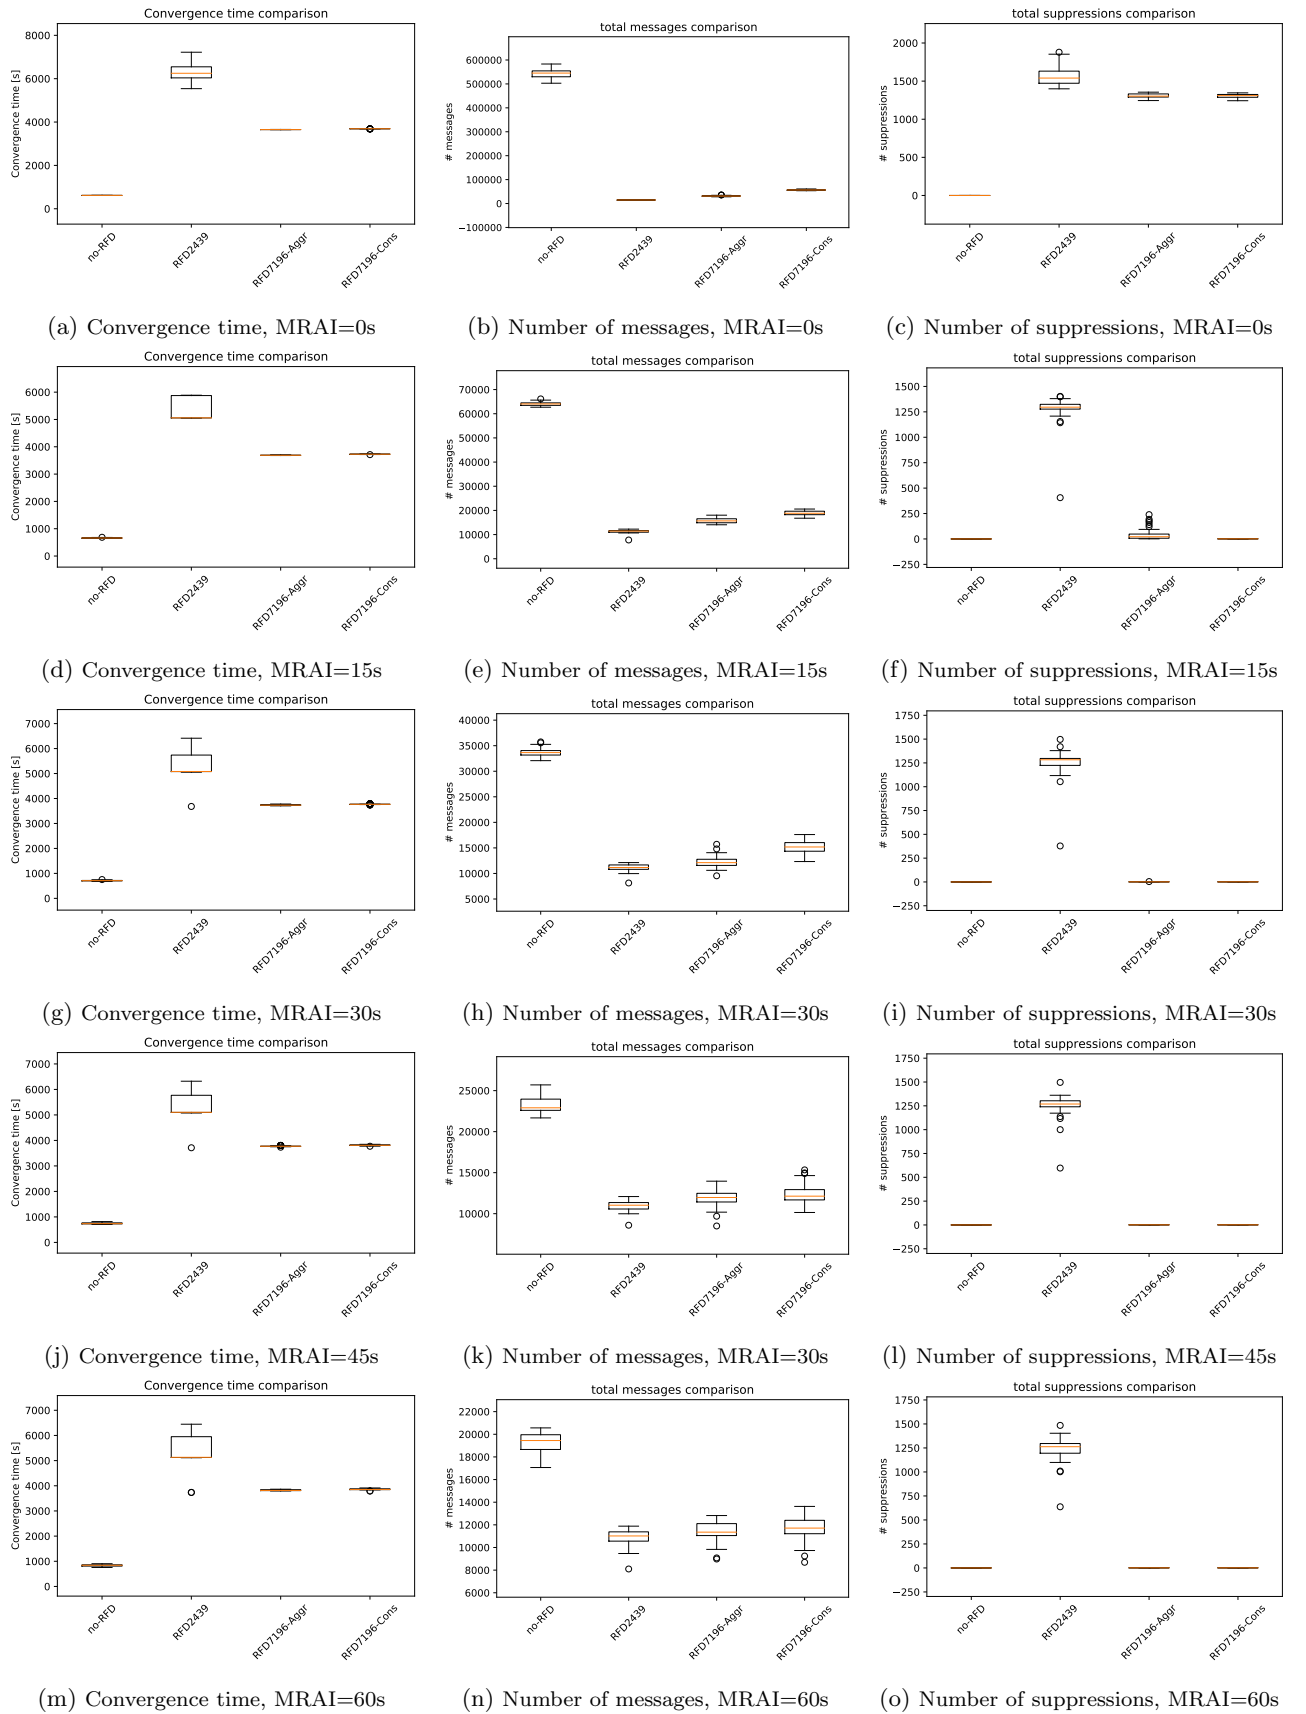 Convergence time comparison
Convergence time [s]
8000
6000
4000
2000
0
no-RFD
RFD2439
RFD7196-Aggr
RFD7196-Cons
(a) Convergence time, MRAI=0s
total messages comparison
# messages
600000
500000
400000
300000
200000
100000
0
−100000
no-RFD
RFD2439
RFD7196-Aggr
RFD7196-Cons
(b) Number of messages, MRAI=0s
total suppressions comparison
# suppressions
2000
1500
1000
500
0
no-RFD
RFD2439
RFD7196-Aggr
RFD7196-Cons
(c) Number of suppressions, MRAI=0s
Convergence time comparison
Convergence time [s]
6000
5000
4000
3000
2000
1000
0
no-RFD
RFD2439
RFD7196-Aggr
RFD7196-Cons
(d) Convergence time, MRAI=15s
total messages comparison
# messages
70000
60000
50000
40000
30000
20000
10000
0
no-RFD
RFD2439
RFD7196-Aggr
RFD7196-Cons
(e) Number of messages, MRAI=15s
total suppressions comparison
# suppressions
1500
1250
1000
750
500
250
0
−250
no-RFD
RFD2439
RFD7196-Aggr
RFD7196-Cons
(f) Number of suppressions, MRAI=15s
Convergence time comparison
Convergence time [s]
7000
6000
5000
4000
3000
2000
1000
0
no-RFD
RFD2439
RFD7196-Aggr
RFD7196-Cons
(g) Convergence time, MRAI=30s
total messages comparison
# messages
40000
35000
30000
25000
20000
15000
10000
5000
no-RFD
RFD2439
RFD7196-Aggr
RFD7196-Cons
(h) Number of messages, MRAI=30s
total suppressions comparison
# suppressions
1750
1500
1250
1000
750
500
250
0
−250
no-RFD
RFD2439
RFD7196-Aggr
RFD7196-Cons
(i) Number of suppressions, MRAI=30s
Convergence time comparison
Convergence time [s]
7000
6000
5000
4000
3000
2000
1000
0
no-RFD
RFD2439
RFD7196-Aggr
RFD7196-Cons
(j) Convergence time, MRAI=45s
total messages comparison
# messages
25000
20000
15000
10000
no-RFD
RFD2439
RFD7196-Aggr
RFD7196-Cons
(k) Number of messages, MRAI=30s
total suppressions comparison
# suppressions
1750
1500
1250
1000
750
500
250
0
−250
no-RFD
RFD2439
RFD7196-Aggr
RFD7196-Cons
(l) Number of suppressions, MRAI=45s
Convergence time comparison
Convergence time [s]
7000
6000
5000
4000
3000
2000
1000
0
no-RFD
RFD2439
RFD7196-Aggr
RFD7196-Cons
(m) Convergence time, MRAI=60s
total messages comparison
# messages
22000
20000
18000
16000
14000
12000
10000
8000
6000
no-RFD
RFD2439
RFD7196-Aggr
RFD7196-Cons
(n) Number of messages, MRAI=60s
total suppressions comparison
# suppressions
1750
1500
1250
1000
750
500
250
0
−250
no-RFD
RFD2439
RFD7196-Aggr
RFD7196-Cons
(o) Number of suppressions, MRAI=60s